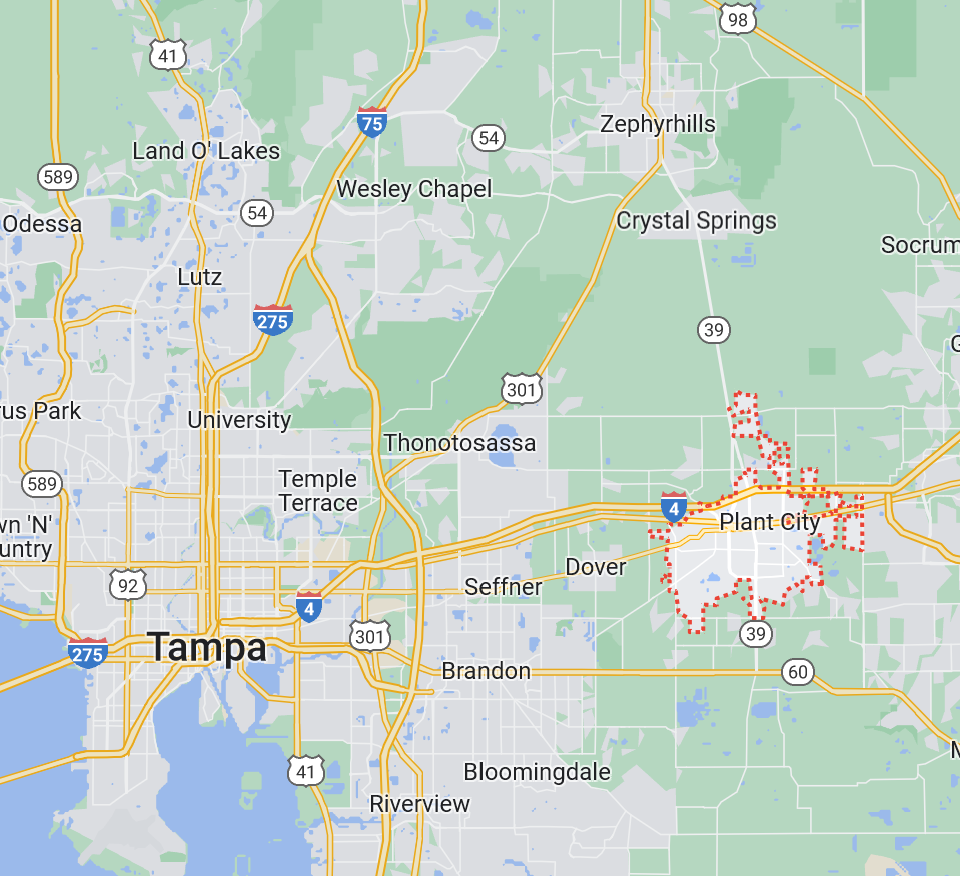 98
41
75
Zephyrhills
54
Land O' Lakes
589
Wesley Chapel
54
Crystal Springs
Odessa
Socrum
Lutz
275
39
301
rus Park
University
Thonotosassa
Temple
Terrace
589
4
Plant City
wn 'N'
untry
Dover
92
Seffner
4
301
39
Tampa
275
Brandon
60
41
Bloomingdale
Riverview